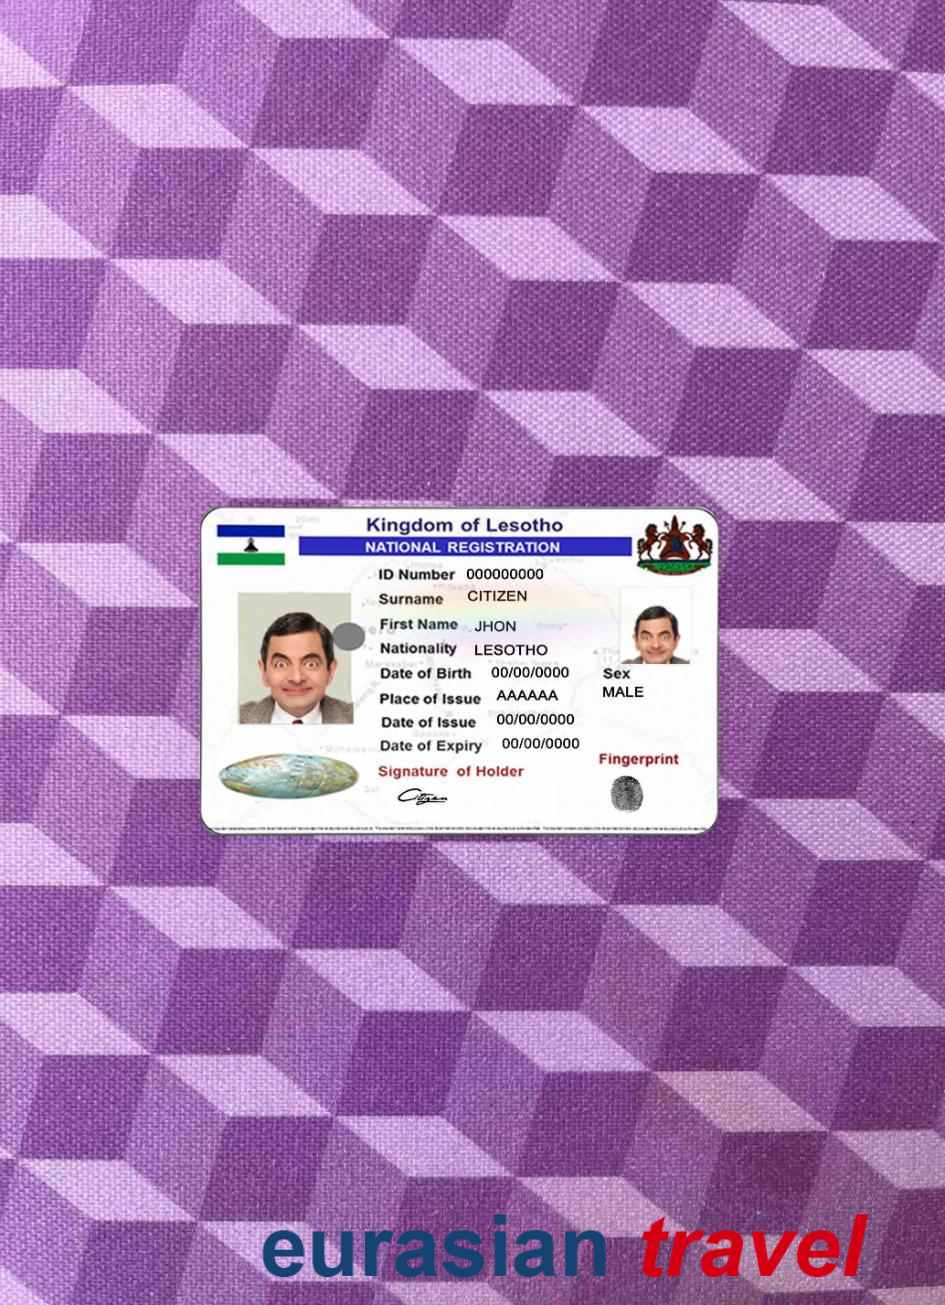 Kingdom of Lesotho
NATIONAL REGISTRATION
ID Number 000000000
Surname CITIZEN
First Name JHON
Nationality LESOTHO
Date of Birth 00/00/0000
Sex
Place of Issue AAAAAA
MALE
Date of Issue 00/00/0000
Date of Expiry 00/00/0000
Fingerprint
Signature of Holder
Citizen
eurasian travel